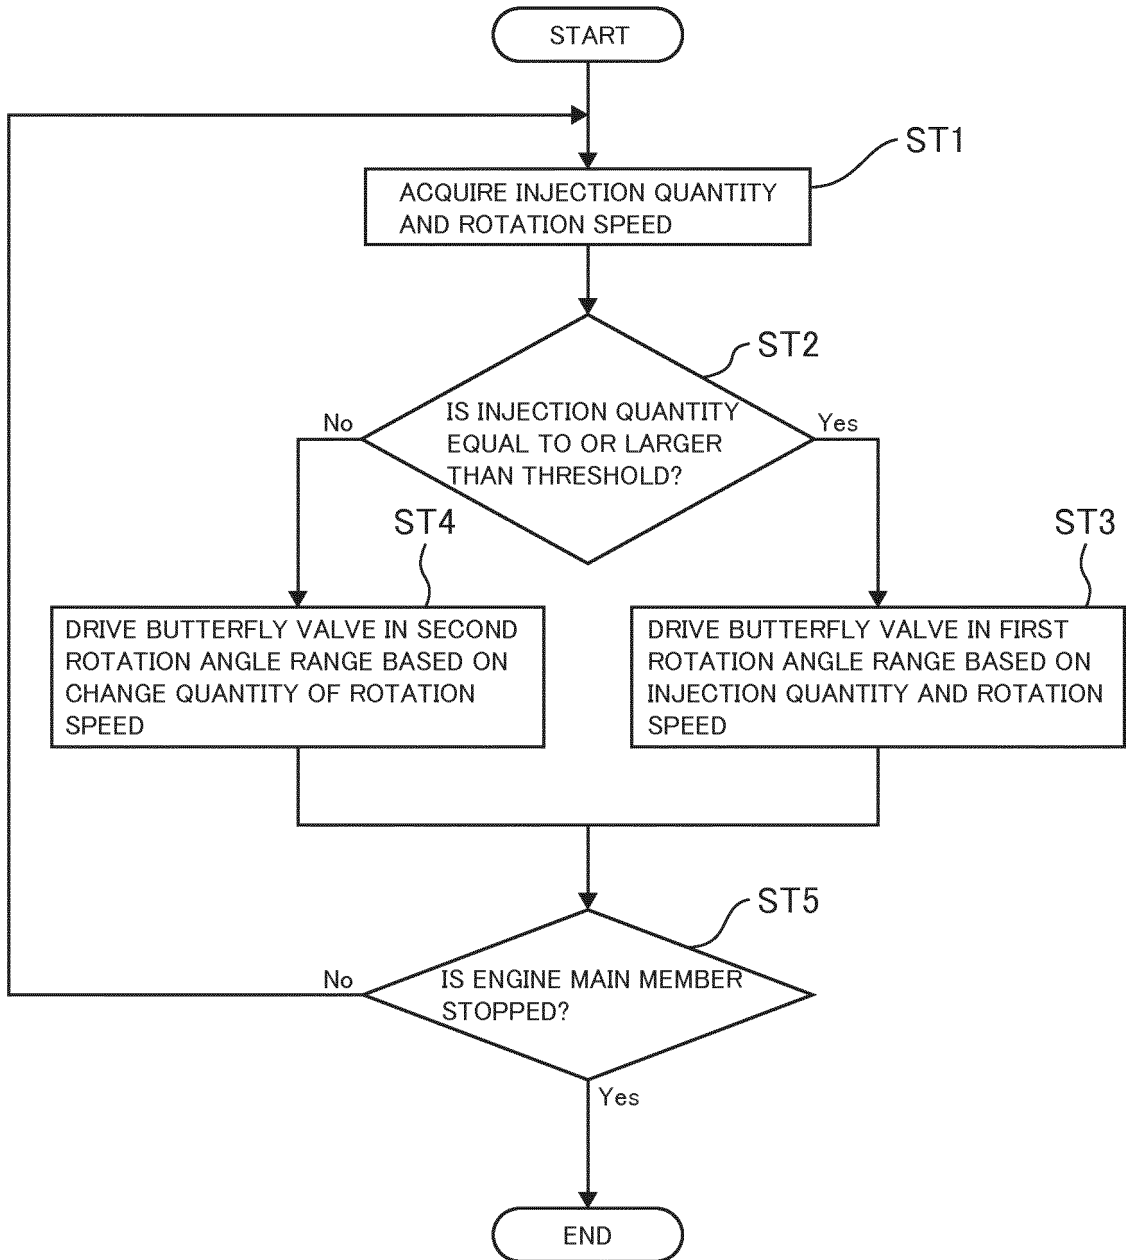 START
ST1
ACQUIRE INJECTION QUANTITY
AND ROTATION SPEED
ST2
IS INJECTION QUANTITY
EQUAL TO OR LARGER
THAN THRESHOLD?
No
Yes
ST4
ST3
DRIVE BUTTERFLY VALVE IN SECOND
ROTATION ANGLE RANGE BASED ON
CHANGE QUANTITY OF ROTATION
SPEED
DRIVE BUTTERFLY VALVE IN FIRST
ROTATION ANGLE RANGE BASED ON
INJECTION QUANTITY AND ROTATION
SPEED
ST5
No
IS ENGINE MAIN MEMBER
STOPPED?
Yes
END